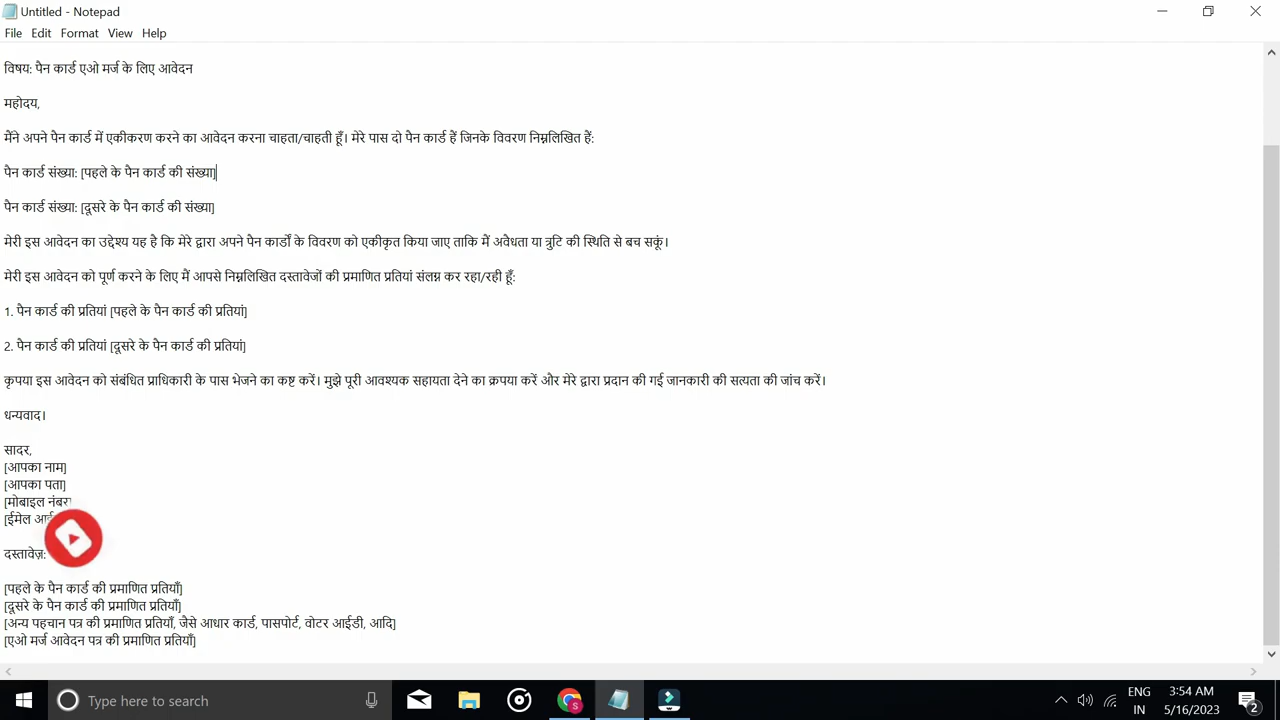 Untitled - Notepad
File Edit Format View Help
विषय: पैन कार्ड एओ मर्ज के लिए आवेदन
महोदय,
मैंने अपने पैन कार्ड में एकीकरण करने का आवेदन करना चाहता/चाहती हूँ। मेरे पास दो पैन कार्ड हैं जिनके विवरण निम्नलिखित हैं:
पैन कार्ड संख्या: [पहले के पैन कार्ड की संख्या]
पैन कार्ड संख्या: [दूसरे के पैन कार्ड की संख्या]
मेरी इस आवेदन का उद्देश्य यह है कि मेरे द्वारा अपने पैन कार्डों के विवरण को एकीकृत किया जाए ताकि मैं अवैधता या त्रुटि की स्थिति से बच सकूं।
मेरी इस आवेदन को पूर्ण करने के लिए मैं आपसे निम्नलिखित दस्तावेजों की प्रमाणित प्रतियां संलग्न कर रहा/रही हूँ:
1. पैन कार्ड की प्रतियां [पहले के पैन कार्ड की प्रतियां]
2. पैन कार्ड की प्रतियां [दूसरे के पैन कार्ड की प्रतियां]
कृपया इस आवेदन को संबंधित प्राधिकारी के पास भेजने का कष्ट करें। मुझे पूरी आवश्यक सहायता देने का क्रपया करें और मेरे द्वारा प्रदान की गई जानकारी की सत्यता की जांच करें।
धन्यवाद।
सादर,
[आपका नाम]
[आपका पता]
[मोबाइल नंबर]
[ईमेल
दस्तावेज़:
[पहले के पैन कार्ड की प्रमाणित प्रतियाँ]
[दूसरे के पैन कार्ड की प्रमाणित प्रतियाँ]
[अन्य पहचान पत्र की प्रमाणित प्रतियाँ, जैसे आधार कार्ड, पासपोर्ट, वोटर आईडी, आदि]
[एओ मर्ज आवेदन पत्र की प्रमाणित प्रतियाँ]
Type here to search
ENG
IN
3:54 AM
5/16/2023
2